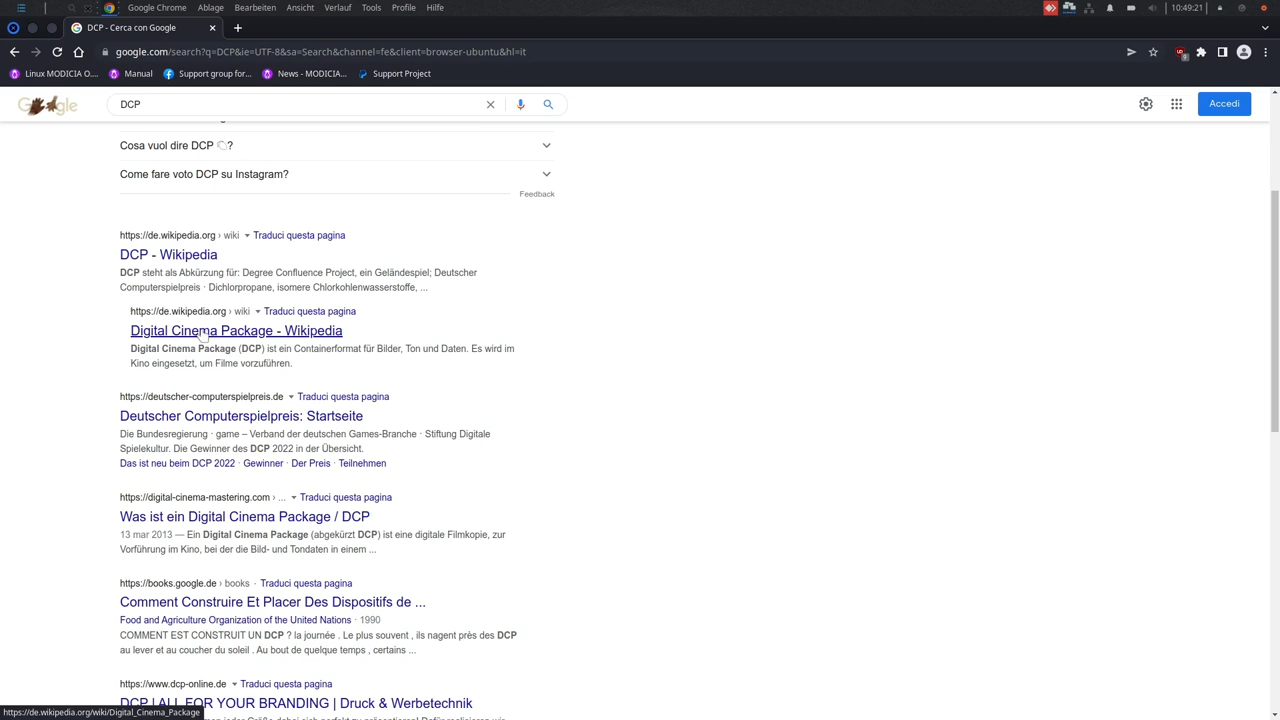 Google Chrome Ablage Bearbeiten Ansicht Verlauf Tools Profile Hilfe 10:49:21
DCP - Cerca con Google
google.com/search?q=DCP&ie=UTF-8&sa=Search&channel=fe&client=browser-ubuntu&hl=it
Linux MODICIA O.... Manual Support group for... News - MODICIA... Support Project
Google DCP Accedi
Cosa vuol dire DCP ?
Come fare voto DCP su Instagram?
Feedback
https://de.wikipedia.org › wiki Traduci questa pagina
DCP - Wikipedia
DCP steht als Abkürzung für: Degree Confluence Project, ein Geländespiel; Deutscher
Computerspielpreis · Dichlorpropane, isomere Chlorkohlenwasserstoffe, ...
https://de.wikipedia.org › wiki Traduci questa pagina
Digital Cinema Package - Wikipedia
Digital Cinema Package (DCP) ist ein Containerformat für Bilder, Ton und Daten. Es wird im
Kino eingesetzt, um Filme vorzuführen.
https://deutscher-computerspielpreis.de Traduci questa pagina
Deutscher Computerspielpreis: Startseite
Die Bundesregierung · game – Verband der deutschen Games-Branche · Stiftung Digitale
Spielekultur. Die Gewinner des DCP 2022 in der Übersicht.
Das ist neu beim DCP 2022 · Gewinner · Der Preis · Teilnehmen
https://digital-cinema-mastering.com › ... Traduci questa pagina
Was ist ein Digital Cinema Package / DCP
13 mar 2013 — Ein Digital Cinema Package (abgekürzt DCP) ist eine digitale Filmkopie, zur
Vorführung im Kino, bei der die Bild- und Tondaten in einem ...
https://books.google.de › books · Traduci questa pagina
Comment Construire Et Placer Des Dispositifs de ...
Food and Agriculture Organization of the United Nations · 1990
COMMENT EST CONSTRUIT UN DCP ? la journée . Le plus souvent , ils nagent près des DCP
au lever et au coucher du soleil . Au bout de quelque temps , certains ...
https://www.dcp-online.de Traduci questa pagina
DCP | ALL FOR YOUR BRANDING | Druck & Werbetechnik
https://de.wikipedia.org/wiki/Digital_Cinema_Package